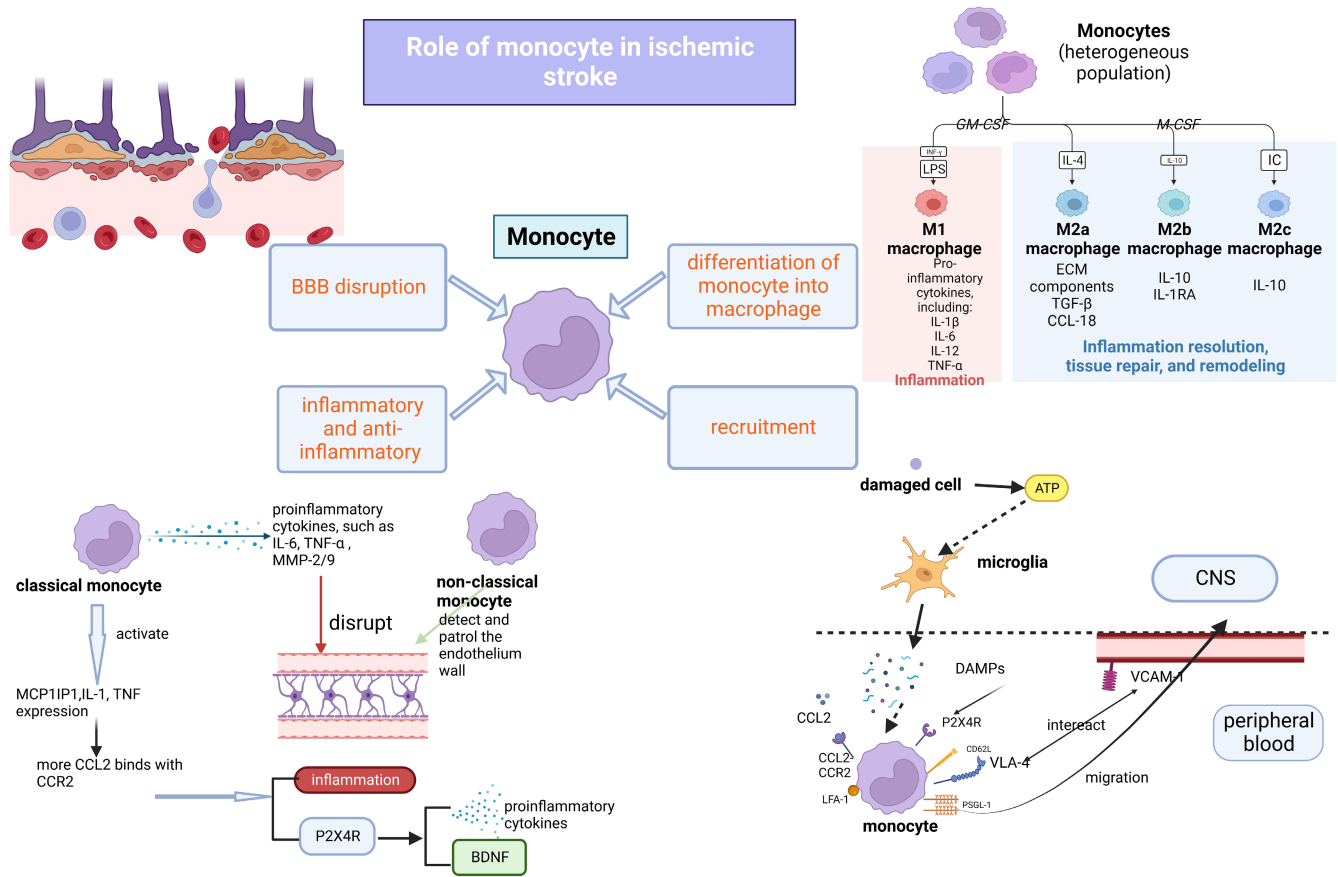 Role of monocyte in ischemic
stroke
Monocytes
(heterogeneous
population)
GM-CSF
M-CSF
INF-γ
LPS
IL-4
IL-10
IC
M1
macrophage
Pro-
inflammatory
cytokines,
including:
IL-1β
IL-6
IL-12
TNF-α
Inflammation
M2a
macrophage
ECM
components
TGF-β
CCL-18
M2b
macrophage
IL-10
IL-1RA
M2c
macrophage
IL-10
Inflammation resolution,
tissue repair, and remodeling
Monocyte
BBB disruption
differentiation of
monocyte into
macrophage
inflammatory
and anti-
inflammatory
recruitment
classical monocyte
proinflammatory
cytokines, such as
IL-6, TNF-α ,
MMP-2/9
disrupt
non-classical
monocyte
detect and
patrol the
endothelium
wall
activate
MCP1IP1,IL-1, TNF
expression
more CCL2 binds with
CCR2
inflammation
P2X4R
proinflammatory
cytokines
BDNF
damaged cell
ATP
microglia
CNS
DAMPs
VCAM-1
CCL2
P2X4R
intereact
peripheral
blood
CCL2-
CCR2
CD62L
VLA-4
migration
LFA-1
PSGL-1
monocyte